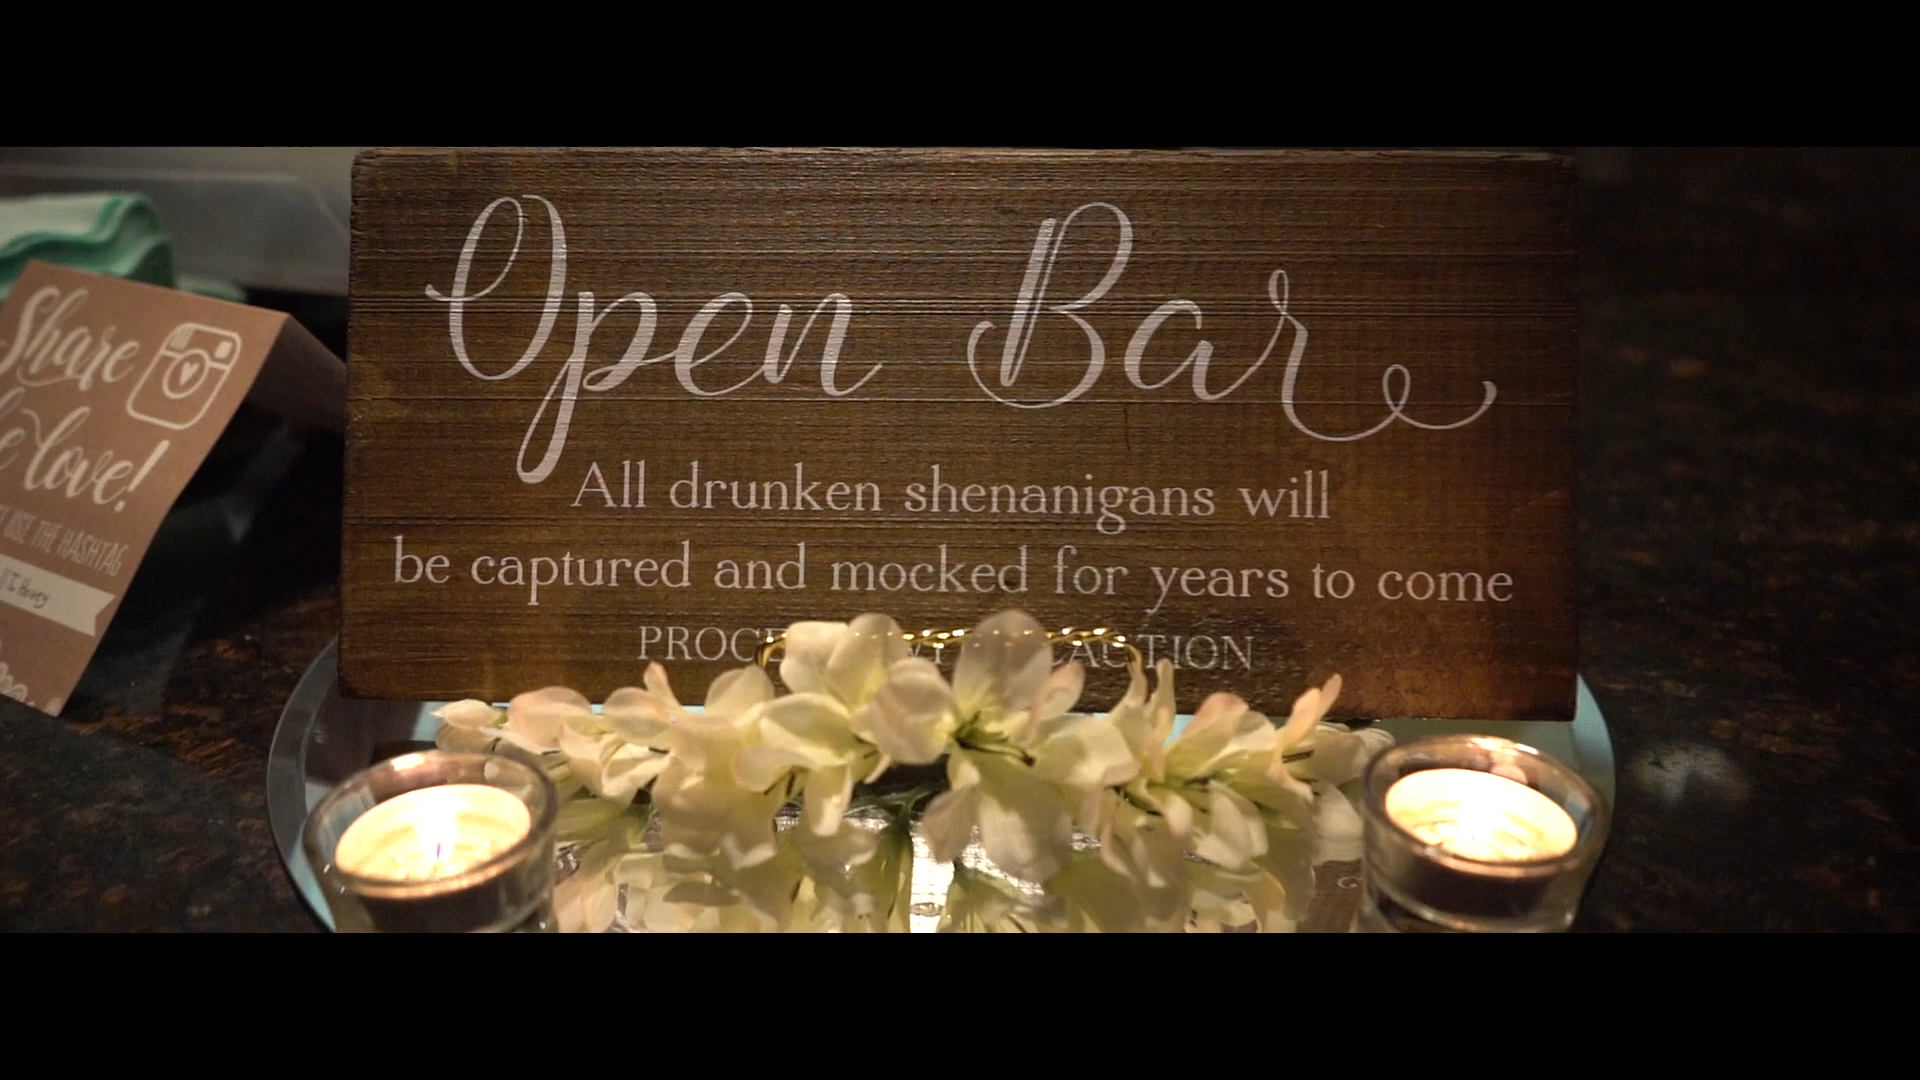 Open Bar
All drunken shenanigans will
be captured and mocked for years to come
Share
love!
USE THE HASHTAG